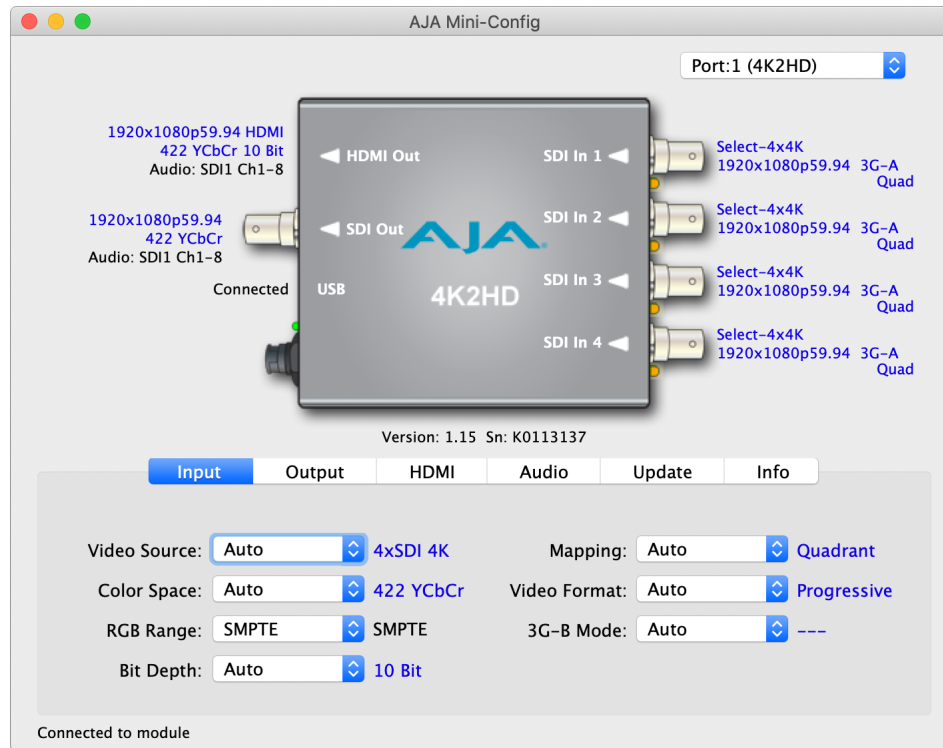 AJA Mini-Config
Port:1 (4K2HD)
1920x1080p59.94 HDMI
422 YCbCr 10 Bit
Audio: SDI1 Ch1-8
1920x1080p59.94
422 YCbCr
Audio: SDI1 Ch1-8
Connected
HDMI Out
SDI Out
USB
AJA
4K2HD
SDI In 1
SDI In 2
SDI In 3
SDI In 4
Select-4x4K
1920x1080p59.94 3G-A
Quad
Select-4x4K
1920x1080p59.94 3G-A
Quad
Select-4x4K
1920x1080p59.94 3G-A
Quad
Select-4x4K
1920x1080p59.94 3G-A
Quad
Version: 1.15 Sn: K0113137
Input Output HDMI Audio Update Info
Video Source: Auto 4xSDI 4K
Color Space: Auto 422 YCbCr
RGB Range: SMPTE SMPTE
Bit Depth: Auto 10 Bit
Mapping: Auto Quadrant
Video Format: Auto Progressive
3G-B Mode: Auto ---
Connected to module